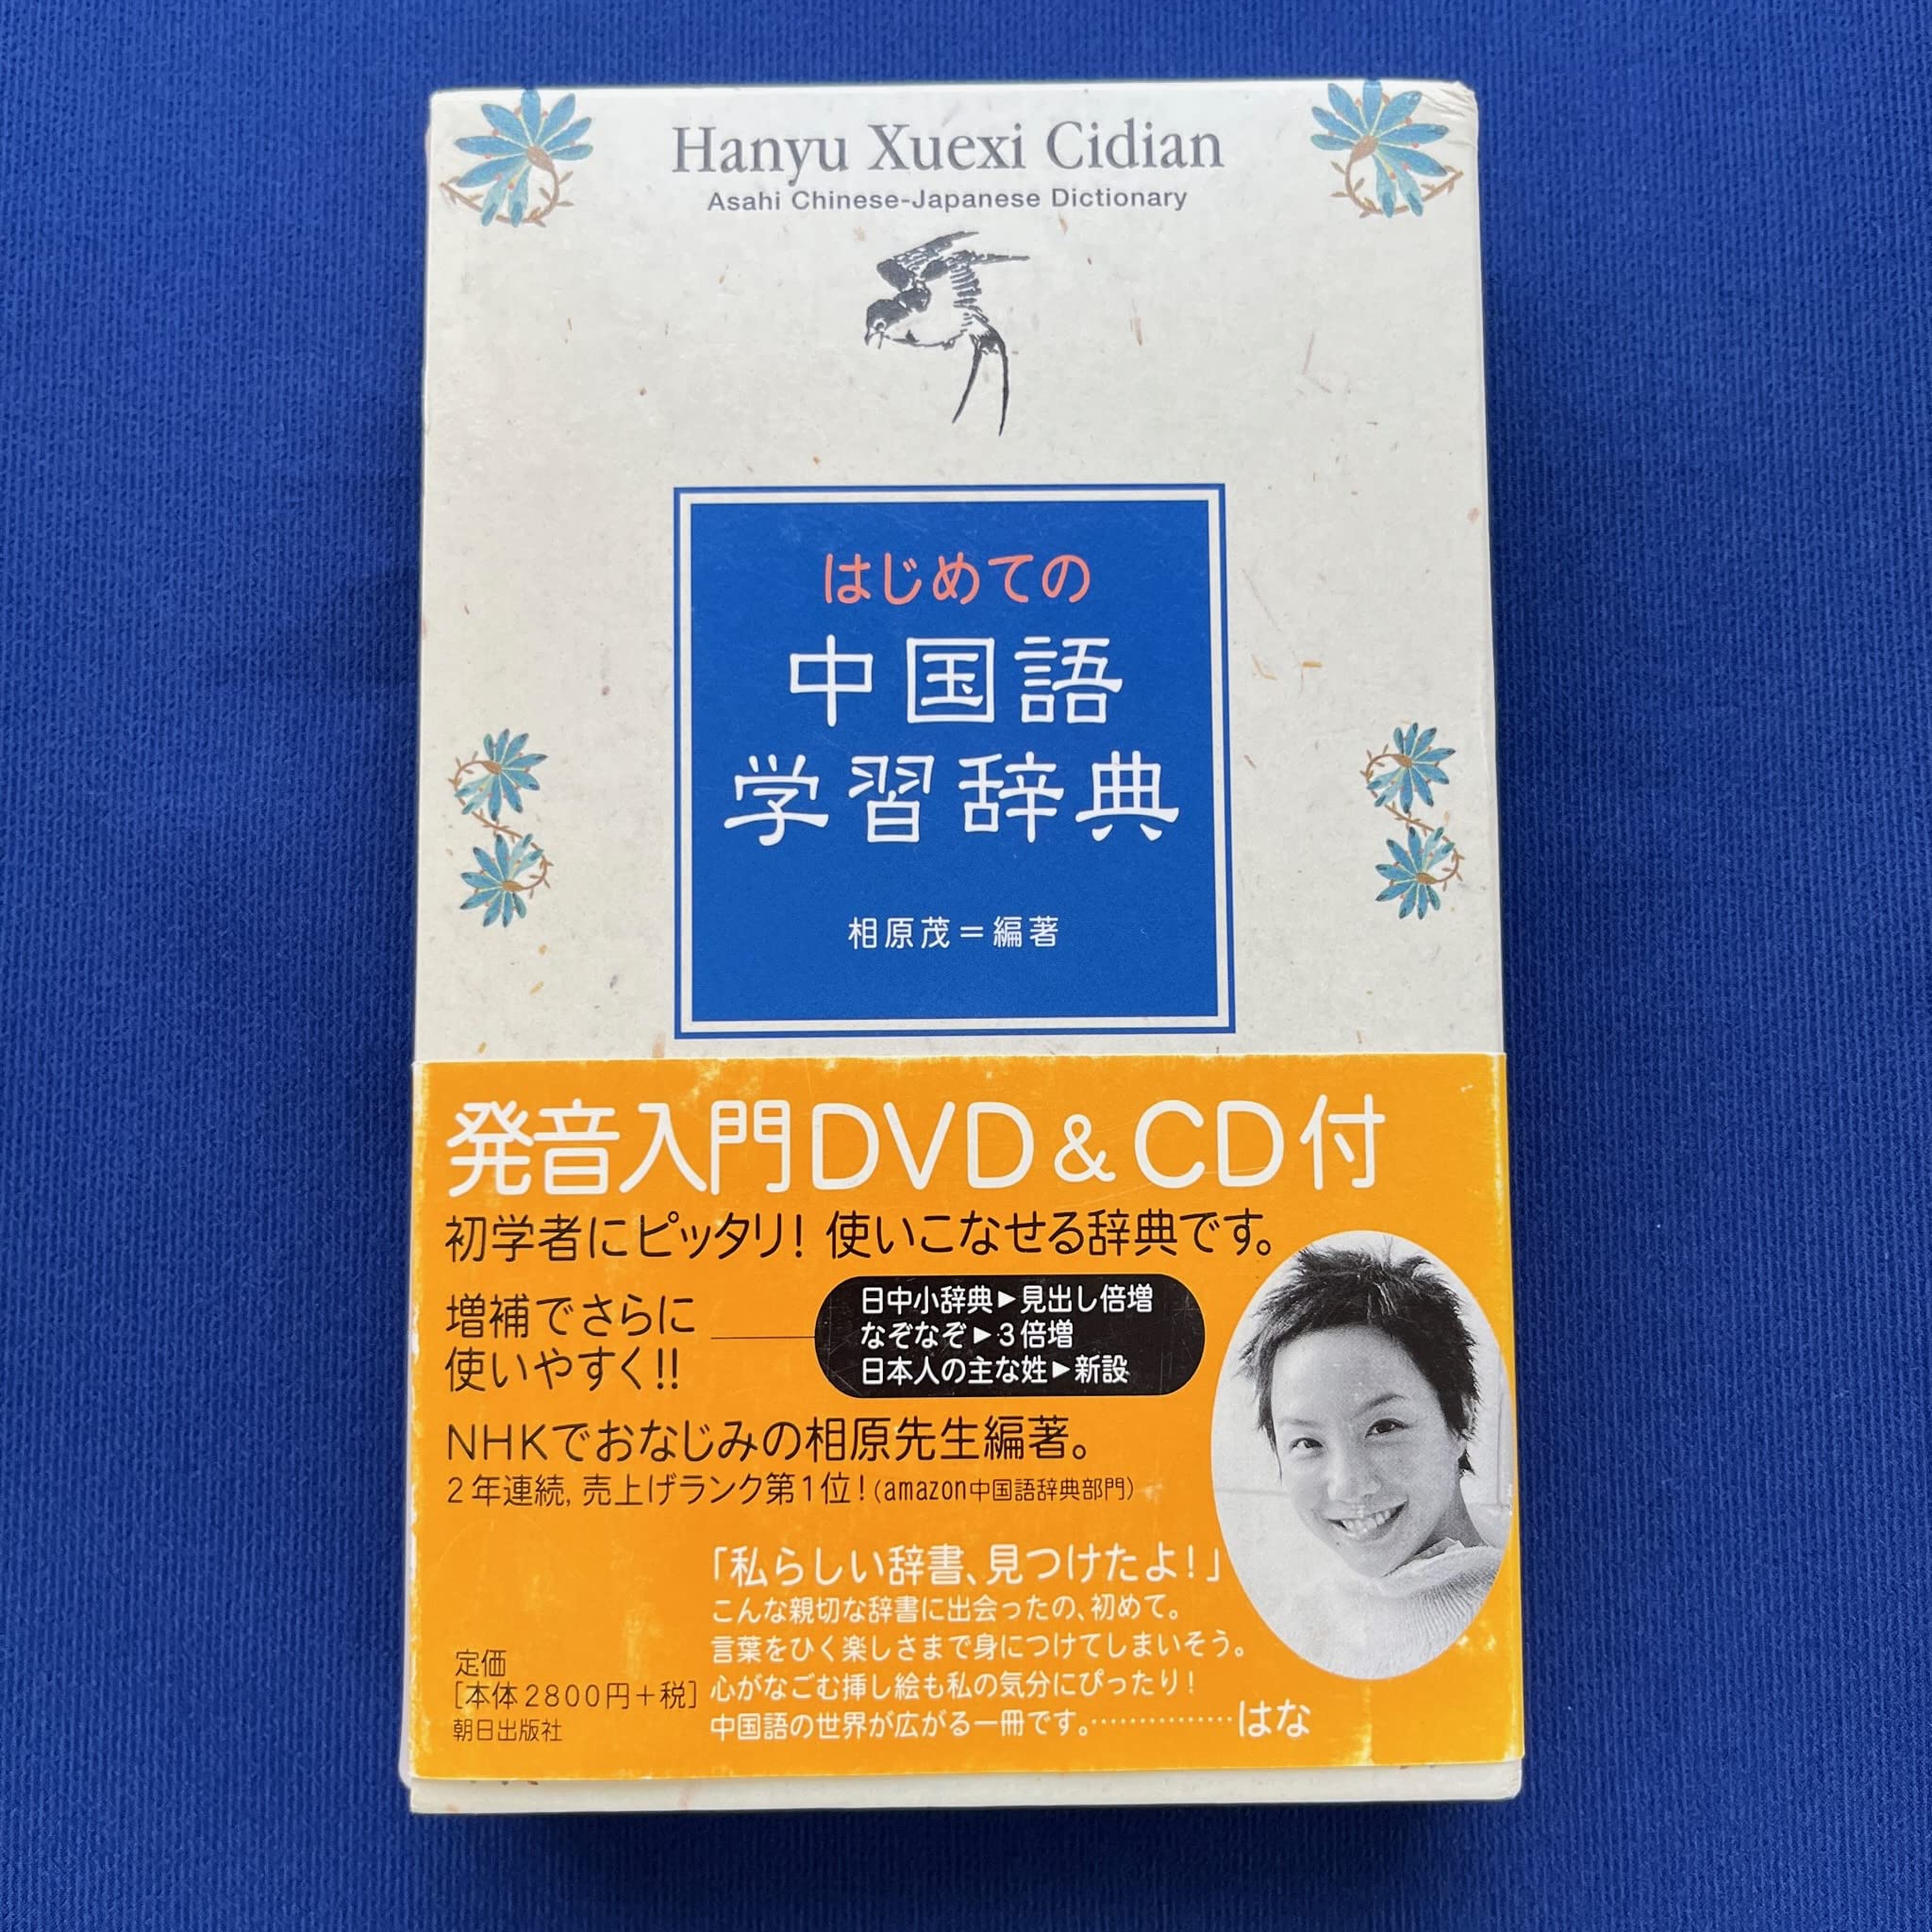 Hanyu Xuexi Cidian
Asahi Chinese-Japanese Dictionary
はじめての
中国語
学習辞典
相原茂＝編著
発音入門DVD＆CD付
初学者にピッタリ！使いこなせる辞典です。
増補でさらに
使いやすく!!
日中小辞典▶見出し倍増
なぞなぞ▶3倍増
日本人の主な姓▶新設
NHKでおなじみの相原先生編著。
2年連続,売上げランク第1位！(amazon中国語辞典部門)
「私らしい辞書、見つけたよ！」
こんな親切な辞書に出会ったの、初めて。
言葉をひく楽しさまで身につけてしまいそう。
心がなごむ挿し絵も私の気分にぴったり！
中国語の世界が広がる一冊です。……………はな
定価
[本体2800円＋税]
朝日出版社